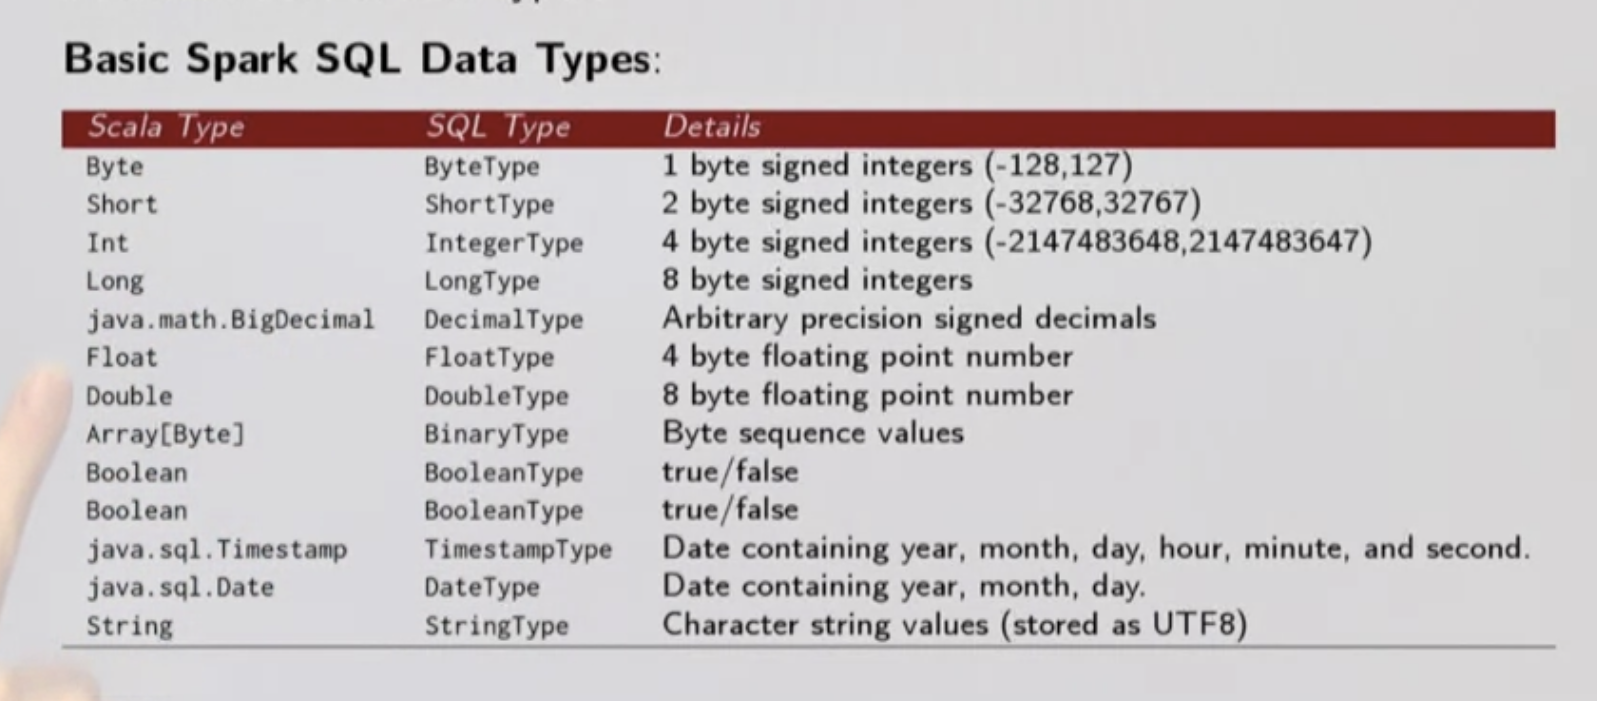 Basic Spark SQL Data Types:
Scala Type SQL Type Details
Byte ByteType 1 byte signed integers (-128,127)
Short ShortType 2 byte signed integers (-32768,32767)
Int IntegerType 4 byte signed integers (-2147483648,2147483647)
Long LongType 8 byte signed integers
java.math.BigDecimal DecimalType Arbitrary precision signed decimals
Float FloatType 4 byte floating point number
Double DoubleType 8 byte floating point number
Array[Byte] BinaryType Byte sequence values
Boolean BooleanType true/false
Boolean BooleanType true/false
java.sql.Timestamp TimestampType Date containing year, month, day, hour, minute, and second.
java.sql.Date DateType Date containing year, month, day.
String StringType Character string values (stored as UTF8)